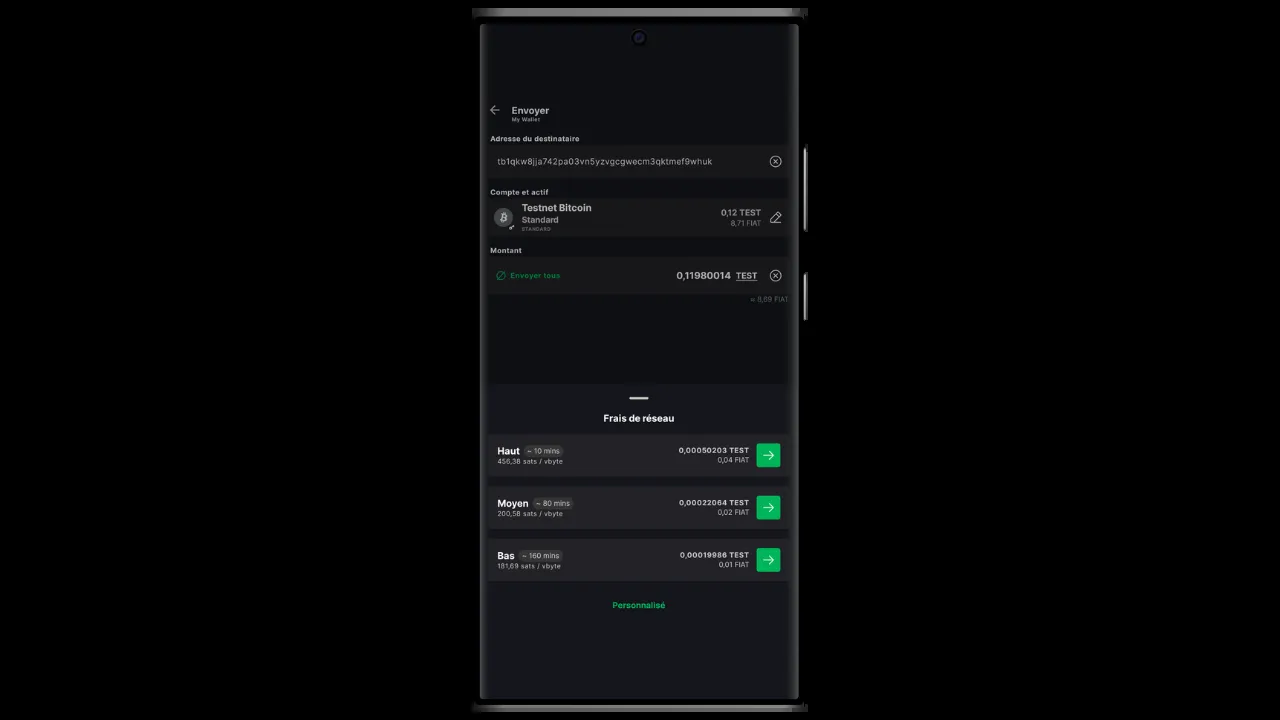 Envoyer
My Wallet
Adresse du destinataire
tb1qkw8jja742pa03vn5yzvgcgwecm3qktmef9whuk
Compte et actif
Testnet Bitcoin
Standard
STANDARD
0,12 TEST
8,71 FIAT
Montant
Envoyer tous
0,11980014 TEST
≈ 8,69 FIAT
Frais de réseau
Haut ~ 10 mins
456,38 sats / vbyte
0,00050203 TEST
0,04 FIAT
Moyen ~ 80 mins
200,58 sats / vbyte
0,00022064 TEST
0,02 FIAT
Bas ~ 160 mins
181,69 sats / vbyte
0,00019986 TEST
0,01 FIAT
Personnalisé